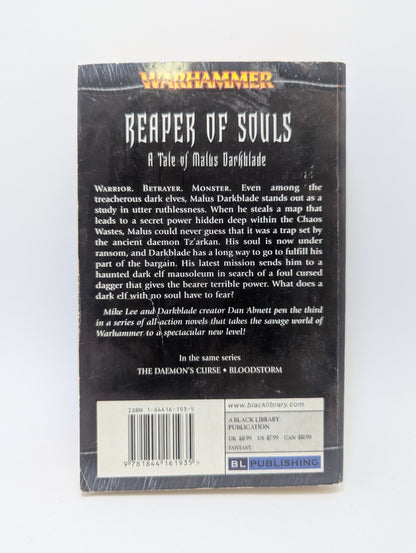 WARHAMMER
REAPER OF SOULS
A Tale of Malus Darkblade
WARRIOR. BETRAYER. MONSTER. Even among the
treacherous dark elves, Malus Darkblade stands out as a
study in utter ruthlessness. When he steals a map that
leads to a secret power hidden deep within the Chaos
Wastes, Malus could never guess that it was a trap set by
the ancient daemon Tz'arkan. His soul is now under
ransom, and Darkblade has a long way to go to fulfill his
part of the bargain. His latest mission sends him to a
haunted dark elf mausoleum in search of a foul cursed
dagger that gives the bearer terrible power. What does a
dark elf with no soul have to fear?
Mike Lee and Darkblade creator Dan Abnett pen the third
in a series of all-action novels that takes the savage world of
Warhammer to a spectacular new level!
In the same series
THE DAEMON'S CURSE • BLOODSTORM
ISBN 1-84416-193-5
9 781844 161935 >
www.blacklibrary.com
A BLACK LIBRARY
PUBLICATION
UK £6.99 US $7.99 CAN $10.99
FANTASY
BL PUBLISHING